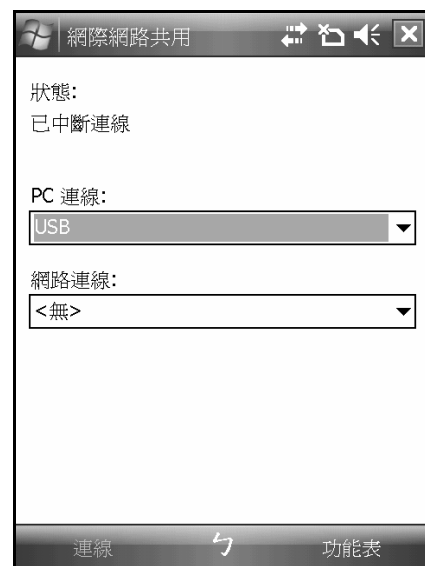 網際網路共用
狀態:
已中斷連線
PC 連線:
USB
網路連線:
<無>
連線 ㄅ 功能表